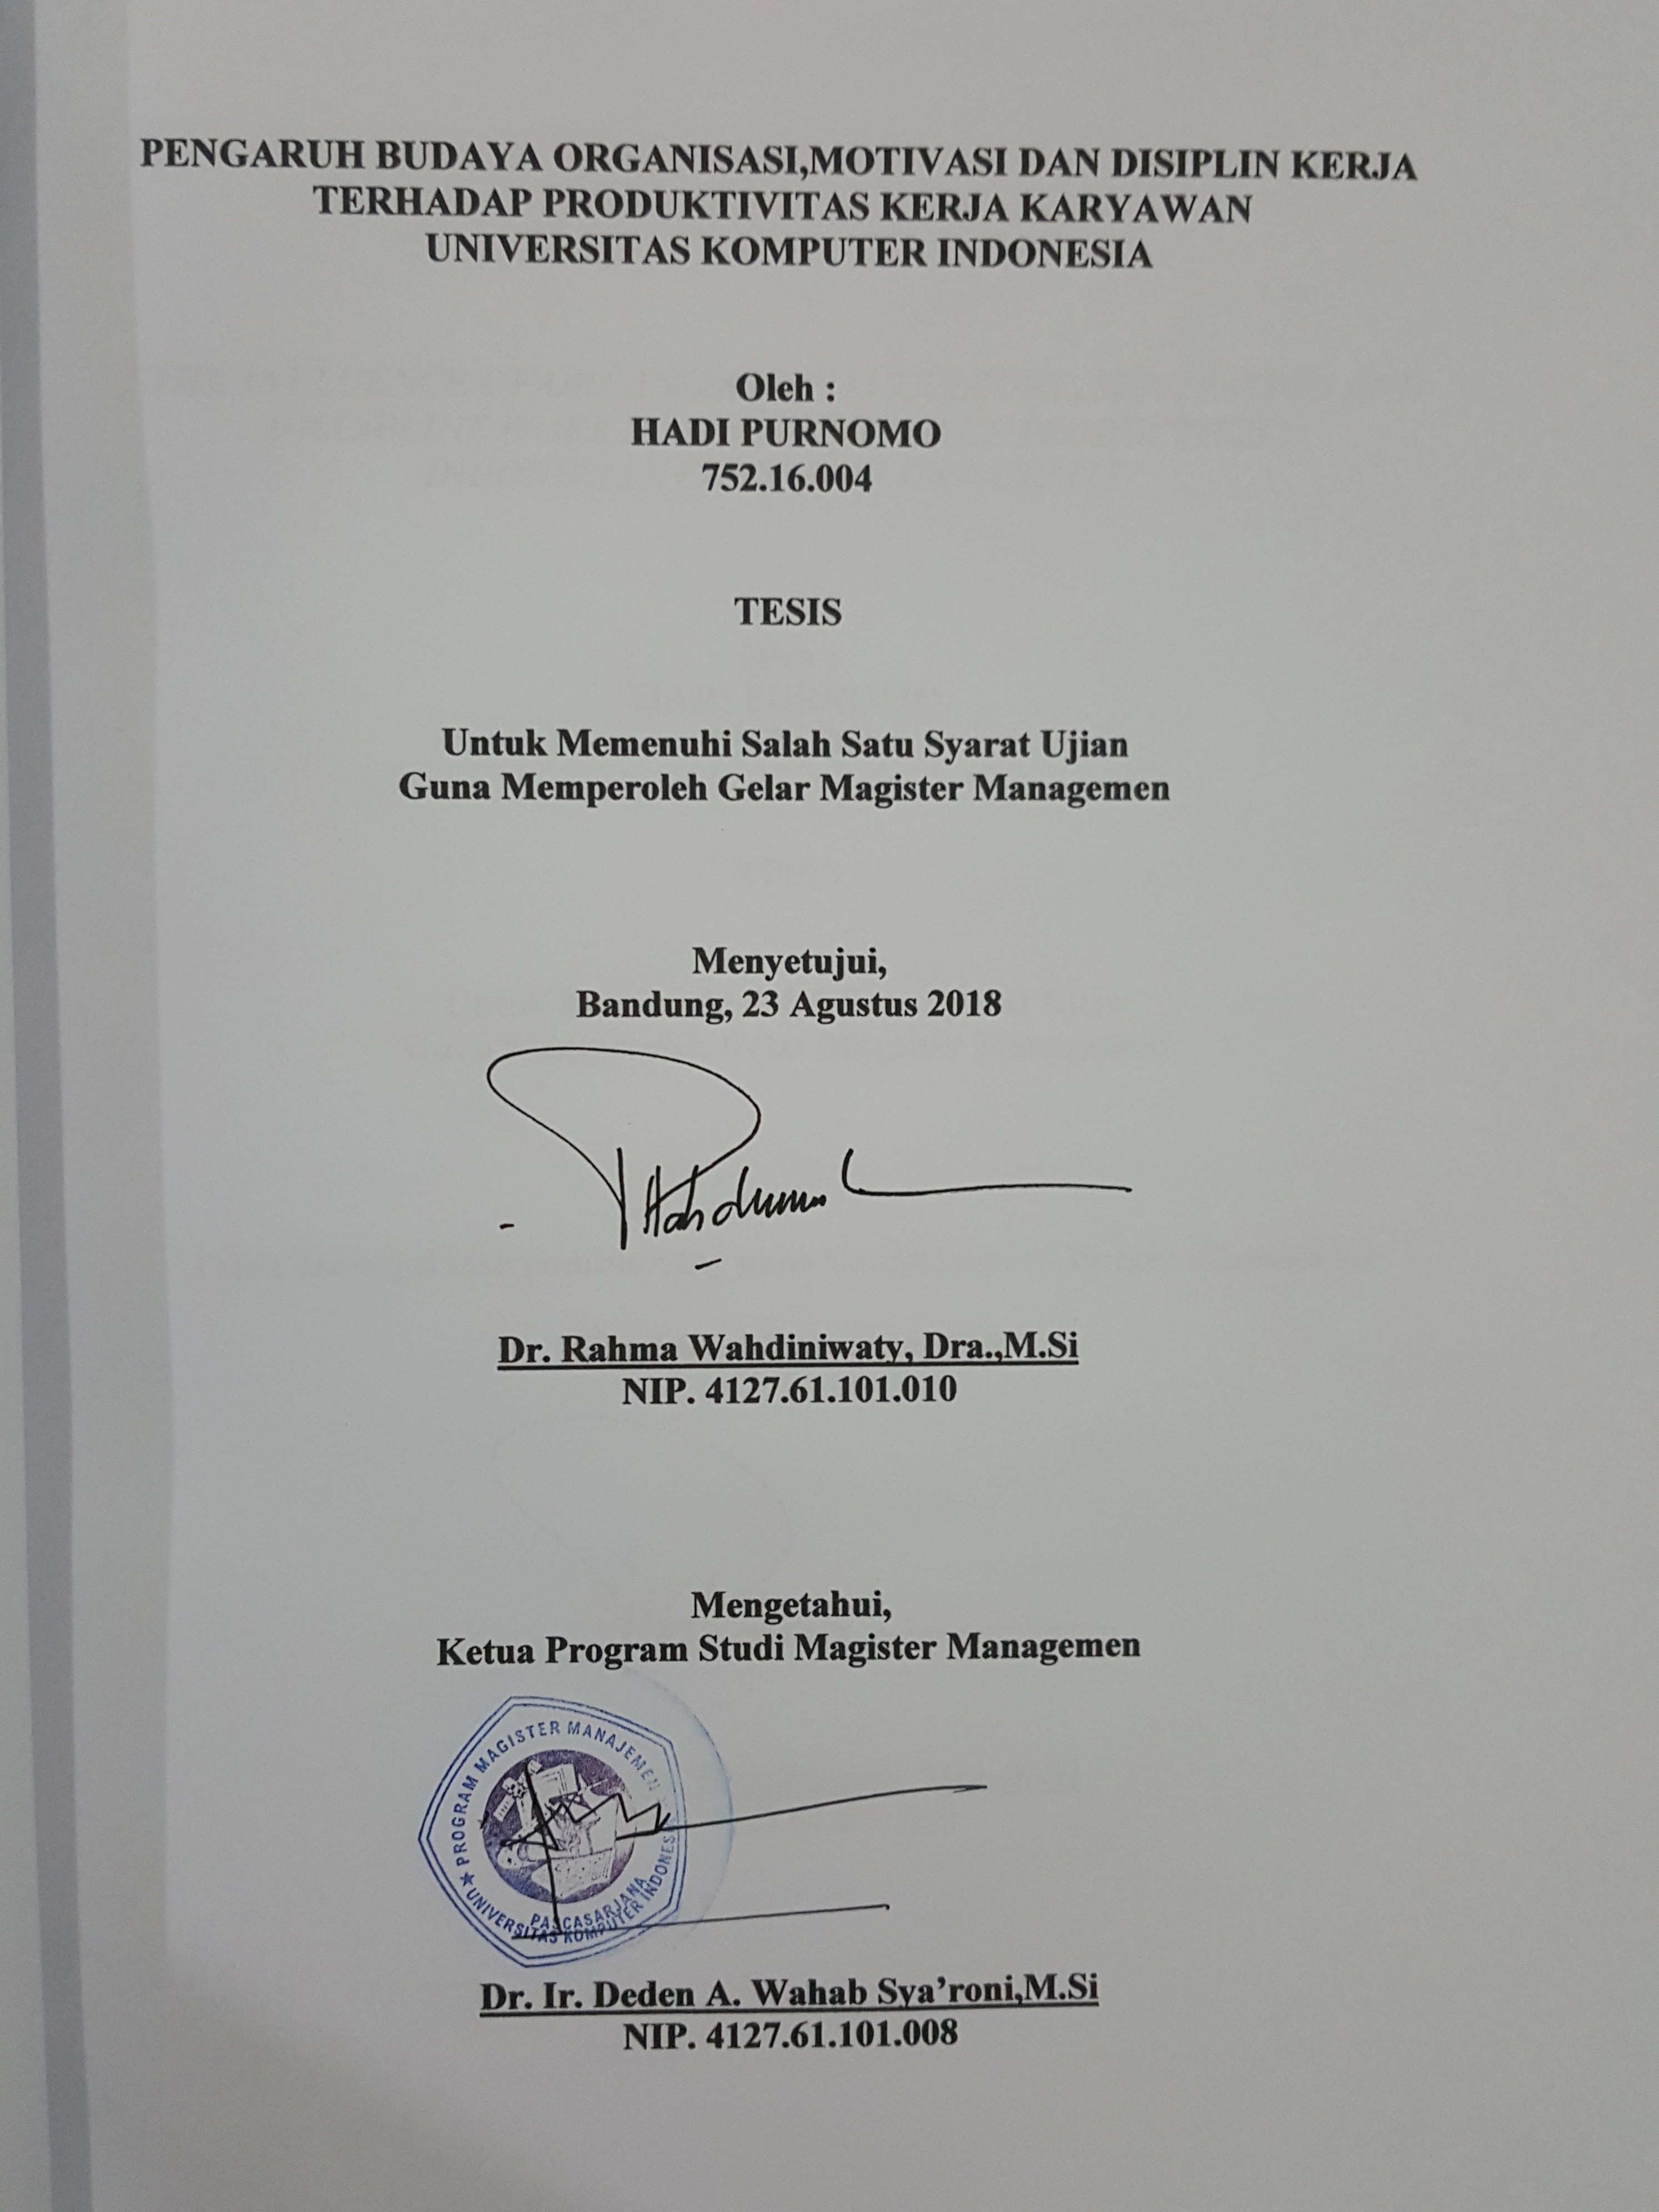 PENGARUH BUDAYA ORGANISASI,MOTIVASI DAN DISIPLIN KERJA
TERHADAP PRODUKTIVITAS KERJA KARYAWAN
UNIVERSITAS KOMPUTER INDONESIA
Oleh :
HADI PURNOMO
752.16.004
TESIS
Untuk Memenuhi Salah Satu Syarat Ujian
Guna Memperoleh Gelar Magister Managemen
Menyetujui,
Bandung, 23 Agustus 2018
Dr. Rahma Wahdiniwaty, Dra.,M.Si
NIP. 4127.61.101.010
Mengetahui,
Ketua Program Studi Magister Managemen
PROGRAM MAGISTER MANAJEMEN
PASCASARJANA
UNIVERSITAS KOMPUTER INDONESIA
Dr. Ir. Deden A. Wahab Sya’roni,M.Si
NIP. 4127.61.101.008